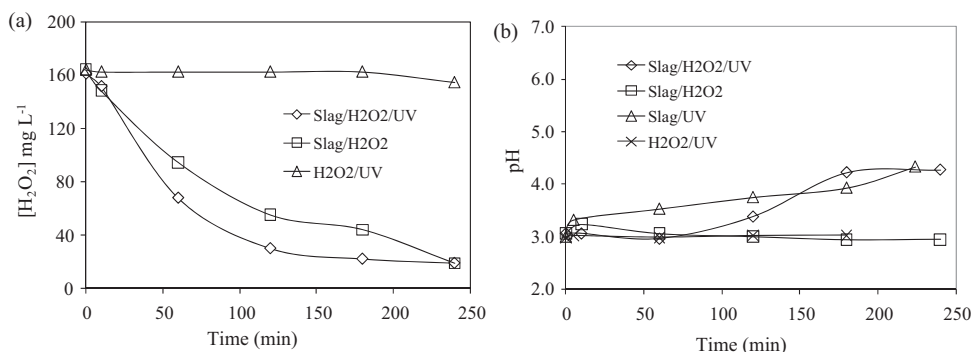 (a)
200
160
120
80
40
0
[H₂O₂] mg L⁻¹
Slag/H2O2/UV
Slag/H2O2
H2O2/UV
0 50 100 150 200 250
Time (min)
(b)
7.0
6.0
5.0
4.0
3.0
2.0
pH
Slag/H2O2/UV
Slag/H2O2
Slag/UV
H2O2/UV
0 50 100 150 200 250
Time (min)